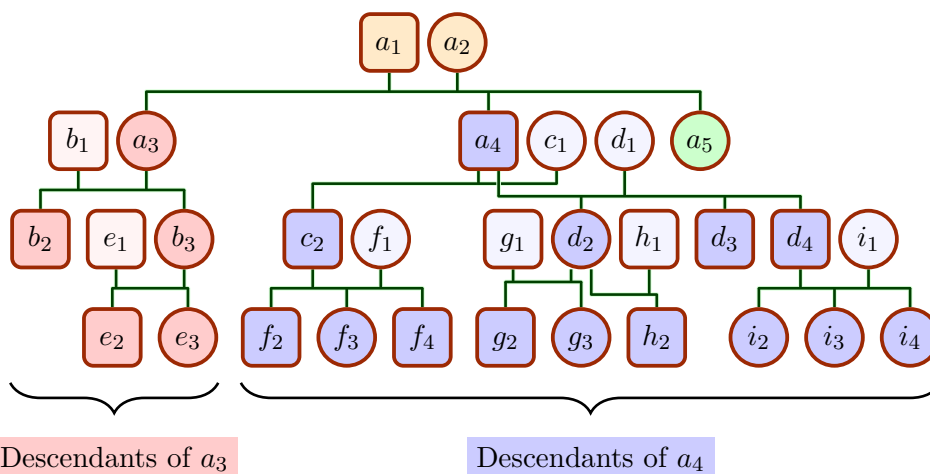 a₁ a₂
b₁ a₃ a₄ c₁ d₁ a₅
b₂ e₁ b₃ c₂ f₁ g₁ d₂ h₁ d₃ d₄ i₁
e₂ e₃ f₂ f₃ f₄ g₂ g₃ h₂ i₂ i₃ i₄
Descendants of a₃ Descendants of a₄